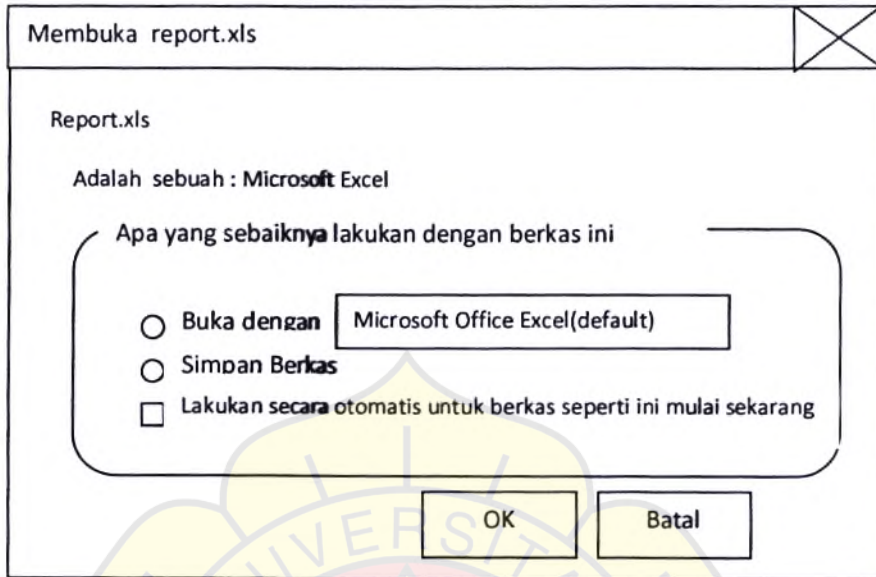 Membuka report.xls
Report.xls
Adalah sebuah : Microsoft Excel
Apa yang sebaiknya lakukan dengan berkas ini
Buka dengan Microsoft Office Excel(default)
Simpan Berkas
Lakukan secara otomatis untuk berkas seperti ini mulai sekarang
OK Batal